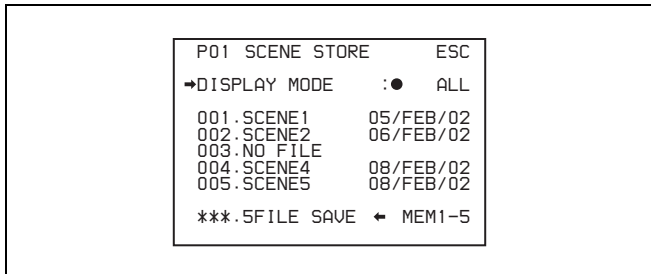 P01 SCENE STORE ESC
➡DISPLAY MODE :● ALL
001.SCENE1 05/FEB/02
002.SCENE2 06/FEB/02
003.NO FILE
004.SCENE4 08/FEB/02
005.SCENE5 08/FEB/02
***.5FILE SAVE ← MEM1-5